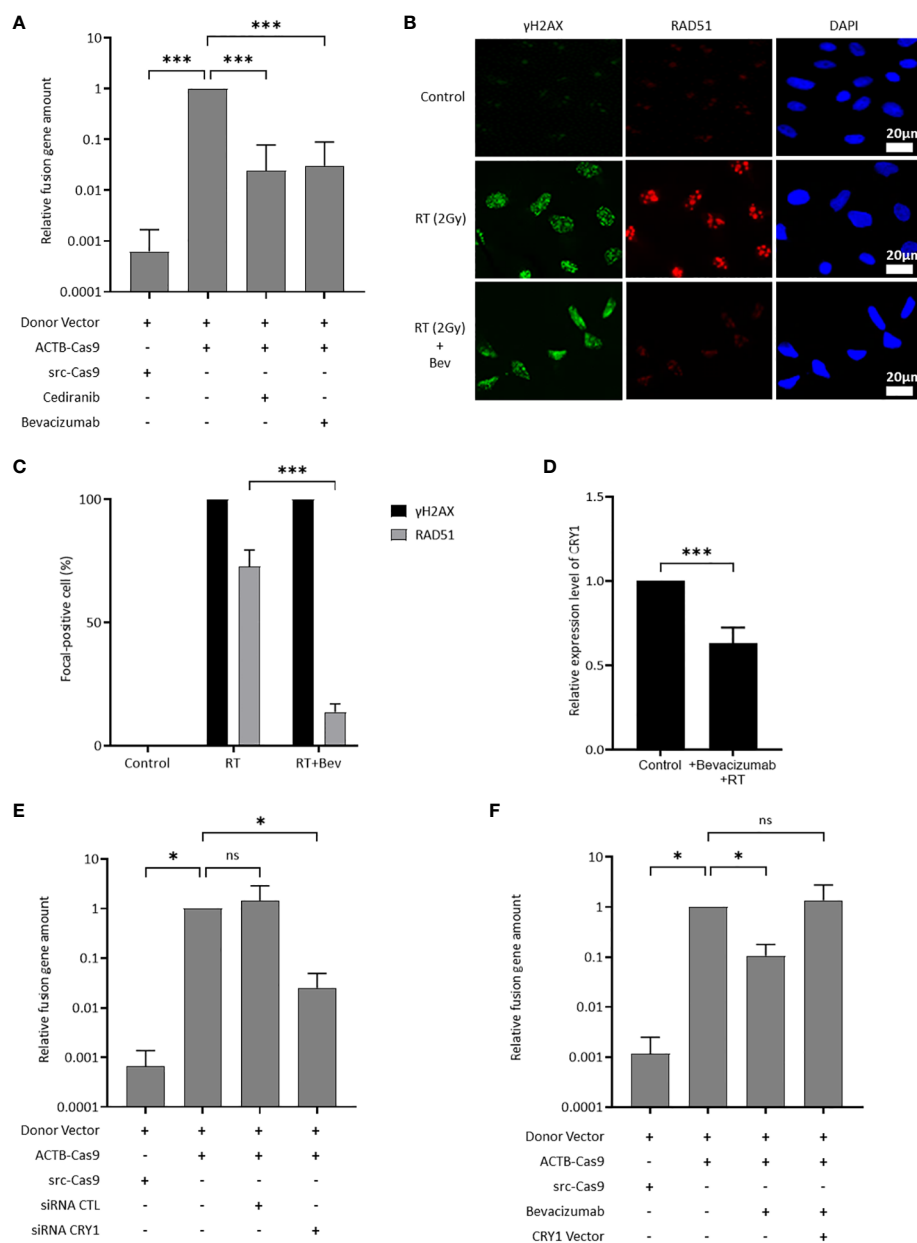 A
Relative fusion gene amount
10
1
0.1
0.01
0.001
0.0001
***
***
***
Donor Vector + + + +
ACTB-Cas9 - + + +
src-Cas9 + - - -
Cediranib - - + -
Bevacizumab - - - +
B
γH2AX RAD51 DAPI
Control
20μm
RT (2Gy)
20μm
RT (2Gy)
+
Bev
20μm
C
Focal-positive cell (%)
100
50
0
***
Control RT RT+Bev
γH2AX
RAD51
D
Relative expression level of CRY1
1.5
1.0
0.5
0.0
***
Control +Bevacizumab
+RT
E
Relative fusion gene amount
10
1
0.1
0.01
0.001
0.0001
*
* ns
Donor Vector + + + +
ACTB-Cas9 - + + +
src-Cas9 + - - -
siRNA CTL - - + -
siRNA CRY1 - - - +
F
Relative fusion gene amount
10
1
0.1
0.01
0.001
0.0001
ns
* *
Donor Vector + + + +
ACTB-Cas9 - + + +
src-Cas9 + - - -
Bevacizumab - - + +
CRY1 Vector - - - +